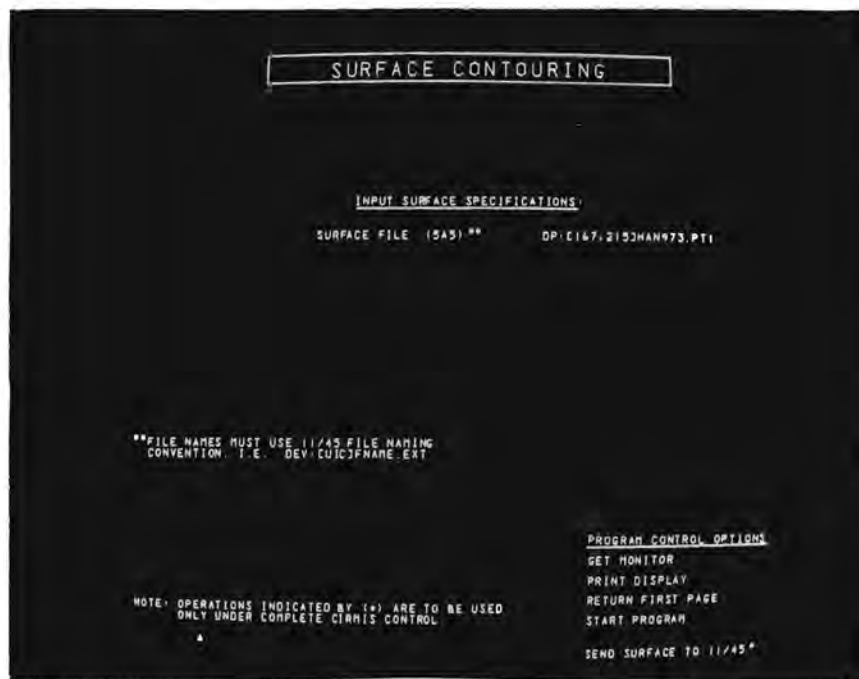 SURFACE CONTOURING
INPUT SURFACE SPECIFICATIONS:
SURFACE FILE (SAS)** DP:[167,215]HAN973.PT1
**FILE NAMES MUST USE 11/45 FILE NAMING
CONVENTION. I.E. DEV:[UIC]FNAME.EXT
PROGRAM CONTROL OPTIONS
GET MONITOR
PRINT DISPLAY
RETURN FIRST PAGE
START PROGRAM
NOTE: OPERATIONS INDICATED BY (*) ARE TO BE USED
ONLY UNDER COMPLETE CIRMIS CONTROL
SEND SURFACE TO 11/45*